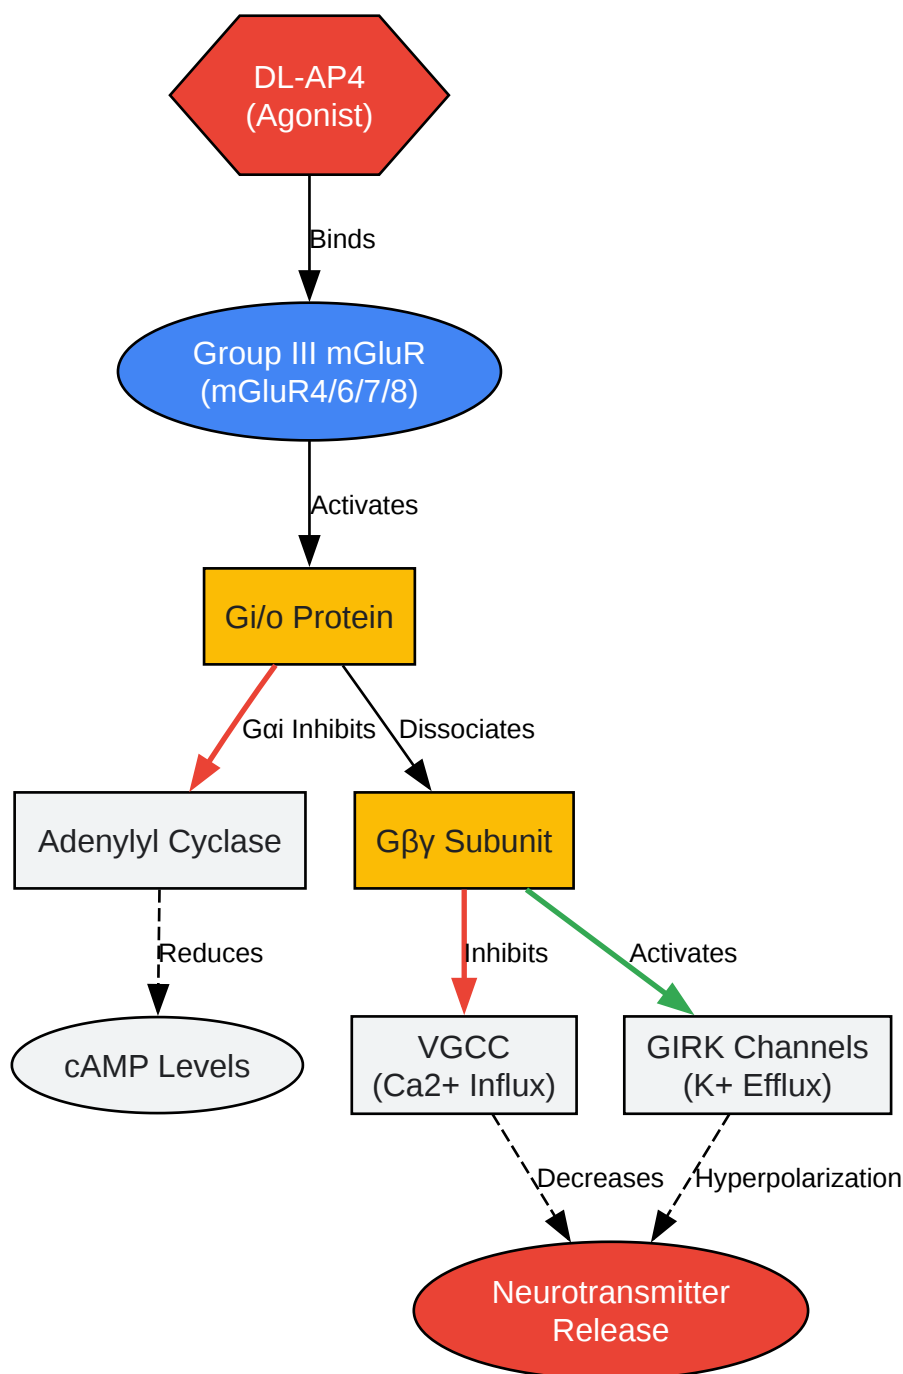 DL-AP4
(Agonist)
Binds
Group III mGluR
(mGluR4/6/7/8)
Activates
Gi/o Protein
Gαi Inhibits
Dissociates
Adenylyl Cyclase
Gβγ Subunit
Reduces
Inhibits
Activates
cAMP Levels
VGCC
(Ca2+ Influx)
GIRK Channels
(K+ Efflux)
Decreases
Hyperpolarization
Neurotransmitter
Release